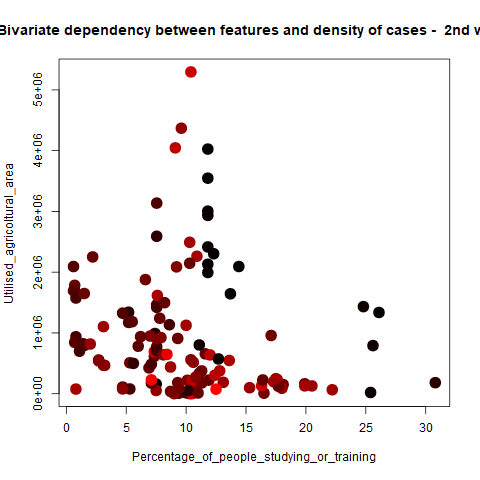 Bivariate dependency between features and density of cases - 2nd w
5e+06
4e+06
3e+06
2e+06
1e+06
0e+00
Utilised_agricoltural_area
0 5 10 15 20 25 30
Percentage_of_people_studying_or_training